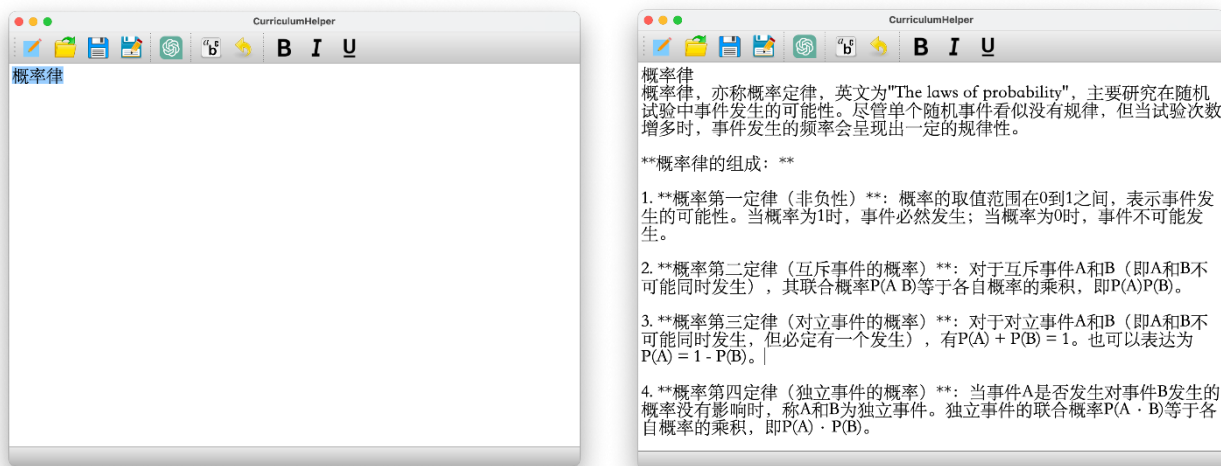 CurriculumHelper
a b c
B I U
概率律
CurriculumHelper
a b c
B I U
概率律
概率律，亦称概率定律，英文为"The laws of probability"，主要研究在随机
试验中事件发生的可能性。尽管单个随机事件看似没有规律，但当试验次数
增多时，事件发生的频率会呈现出一定的规律性。
**概率律的组成：**
1. **概率第一定律（非负性）**：概率的取值范围在0到1之间，表示事件发
生的可能性。当概率为1时，事件必然发生；当概率为0时，事件不可能发
生。
2. **概率第二定律（互斥事件的概率）**：对于互斥事件A和B（即A和B不
可能同时发生），其联合概率P(A B)等于各自概率的乘积，即P(A)P(B)。
3. **概率第三定律（对立事件的概率）**：对于对立事件A和B（即A和B不
可能同时发生，但必定有一个发生），有P(A) + P(B) = 1。也可以表达为
P(A) = 1 - P(B)。
4. **概率第四定律（独立事件的概率）**：当事件A是否发生对事件B发生的
概率没有影响时，称A和B为独立事件。独立事件的联合概率P(A · B)等于各
自概率的乘积，即P(A) · P(B)。